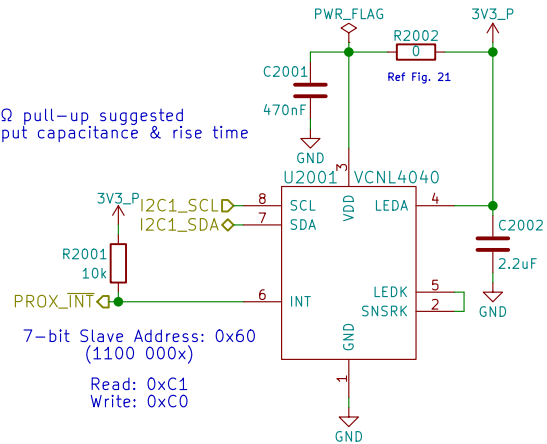 PWR_FLAG
3V3_P
R2002
0
Ref Fig. 21
C2001
470nF
GND
Ω pull-up suggested
put capacitance & rise time
U2001
VCNL4040
3
VDD
3V3_P
I2C1_SCL
8
SCL
LEDA
4
I2C1_SDA
7
SDA
C2002
2.2uF
GND
R2001
10k
PROX_INT
6
INT
LEDK
5
SNSRK
2
7-bit Slave Address: 0x60
(1100 000x)
Read: 0xC1
Write: 0xC0
GND
1
GND